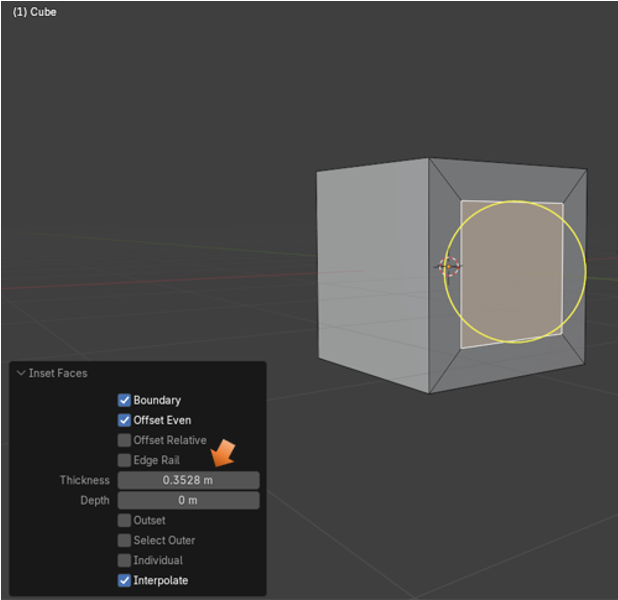 (1) Cube
Inset Faces
Boundary
Offset Even
Offset Relative
Edge Rail
Thickness 0.3528 m
Depth 0 m
Outset
Select Outer
Individual
Interpolate